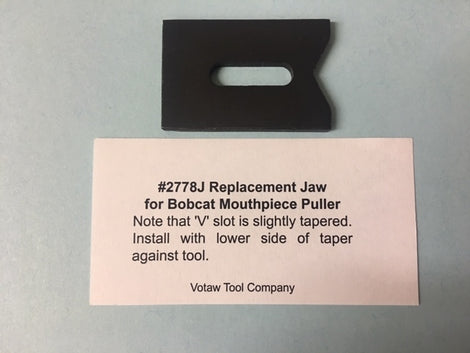 #2778J Replacement Jaw
for Bobcat Mouthpiece Puller
Note that 'V' slot is slightly tapered.
Install with lower side of taper
against tool.
Votaw Tool Company